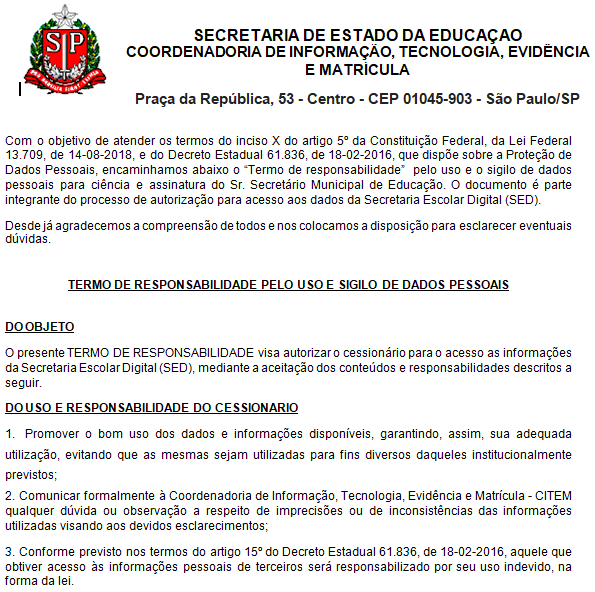 SP
SECRETARIA DE ESTADO DA EDUCAÇAO
COORDENADORIA DE INFORMAÇÃO, TECNOLOGIA, EVIDÊNCIA
E MATRÍCULA
Praça da República, 53 - Centro - CEP 01045-903 - São Paulo/SP
Com o objetivo de atender os termos do inciso X do artigo 5º da Constituição Federal, da Lei Federal
13.709, de 14-08-2018, e do Decreto Estadual 61.836, de 18-02-2016, que dispõe sobre a Proteção de
Dados Pessoais, encaminhamos abaixo o “Termo de responsabilidade” pelo uso e o sigilo de dados
pessoais para ciência e assinatura do Sr. Secretário Municipal de Educação. O documento é parte
integrante do processo de autorização para acesso aos dados da Secretaria Escolar Digital (SED).
Desde já agradecemos a compreensão de todos e nos colocamos a disposição para esclarecer eventuais
dúvidas.
TERMO DE RESPONSABILIDADE PELO USO E SIGILO DE DADOS PESSOAIS
DO OBJETO
O presente TERMO DE RESPONSABILIDADE visa autorizar o cessionário para o acesso as informações
da Secretaria Escolar Digital (SED), mediante a aceitação dos conteúdos e responsabilidades descritos a
seguir.
DO USO E RESPONSABILIDADE DO CESSIONARIO
1. Promover o bom uso dos dados e informações disponíveis, garantindo, assim, sua adequada
utilização, evitando que as mesmas sejam utilizadas para fins diversos daqueles institucionalmente
previstos;
2. Comunicar formalmente à Coordenadoria de Informação, Tecnologia, Evidência e Matrícula - CITEM
qualquer dúvida ou observação a respeito de imprecisões ou de inconsistências das informações
utilizadas visando aos devidos esclarecimentos;
3. Conforme previsto nos termos do artigo 15º do Decreto Estadual 61.836, de 18-02-2016, aquele que
obtiver acesso às informações pessoais de terceiros será responsabilizado por seu uso indevido, na
forma da lei.